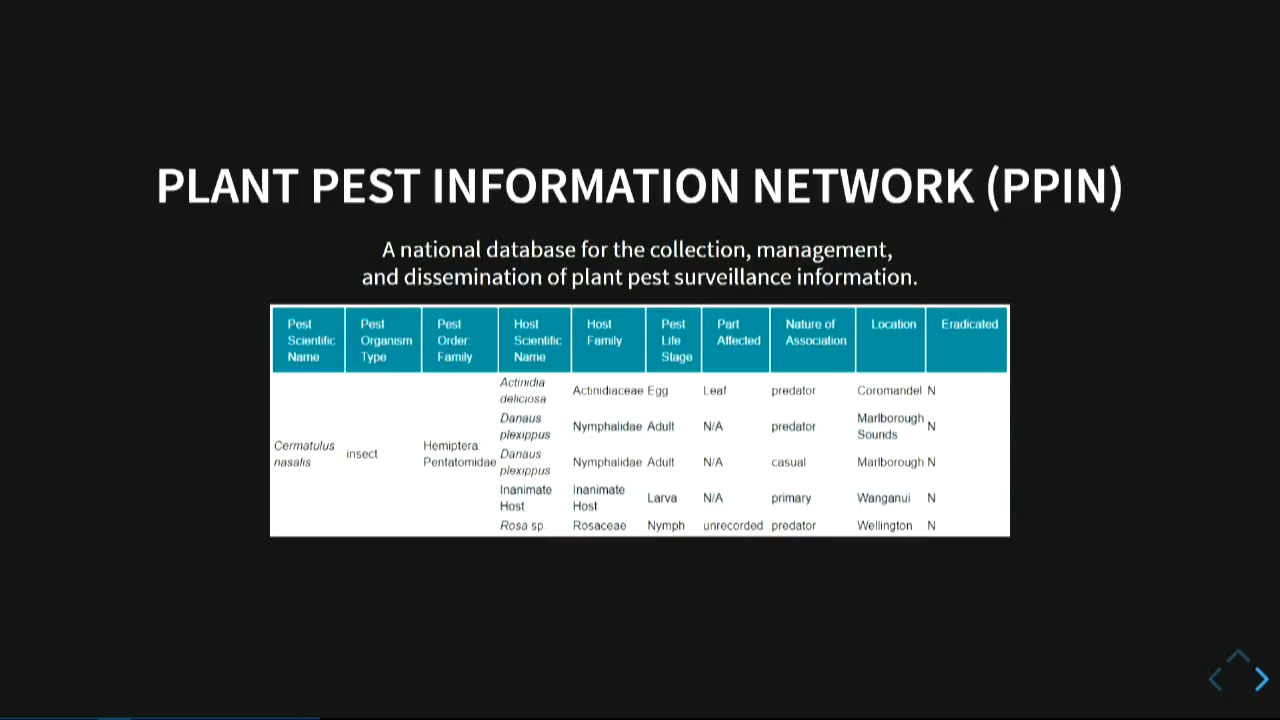 PLANT PEST INFORMATION NETWORK (PPIN)
A national database for the collection, management,
and dissemination of plant pest surveillance information.
Pest Scientific Name Pest Organism Type Pest Order: Family Host Scientific Name Host Family Pest Life Stage Part Affected Nature of Association Location Eradicated
Cermatulus nasalis insect Hemiptera: Pentatomidae
Actinidia deliciosa Actinidiaceae Egg Leaf predator Coromandel N
Danaus plexippus Nymphalidae Adult N/A predator Marlborough Sounds N
Danaus plexippus Nymphalidae Adult N/A casual Marlborough N
Inanimate Host Inanimate Host Larva N/A primary Wanganui N
Rosa sp. Rosaceae Nymph unrecorded predator Wellington N